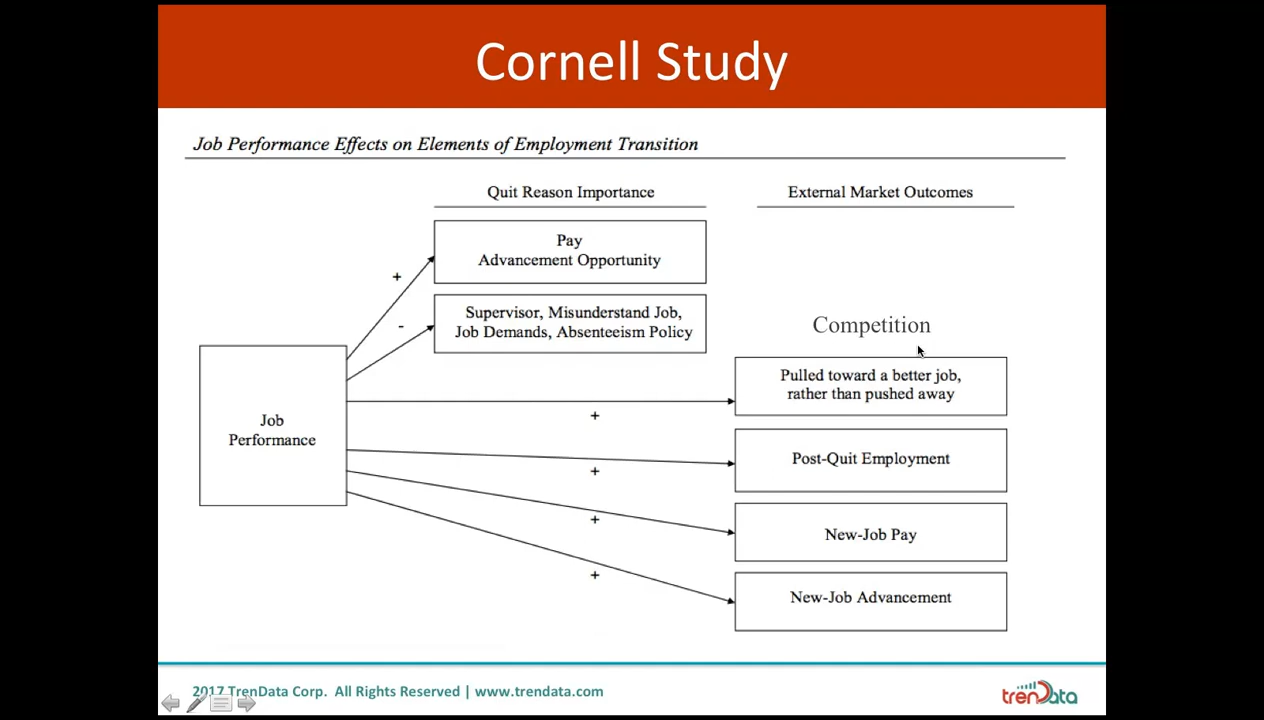 Cornell Study
Job Performance Effects on Elements of Employment Transition
Quit Reason Importance
External Market Outcomes
Pay
Advancement Opportunity
+
Supervisor, Misunderstand Job,
Job Demands, Absenteeism Policy
-
Competition
Pulled toward a better job,
rather than pushed away
+
Job
Performance
Post-Quit Employment
+
New-Job Pay
+
New-Job Advancement
+
2017 TrenData Corp. All Rights Reserved | www.trendata.com
trenData